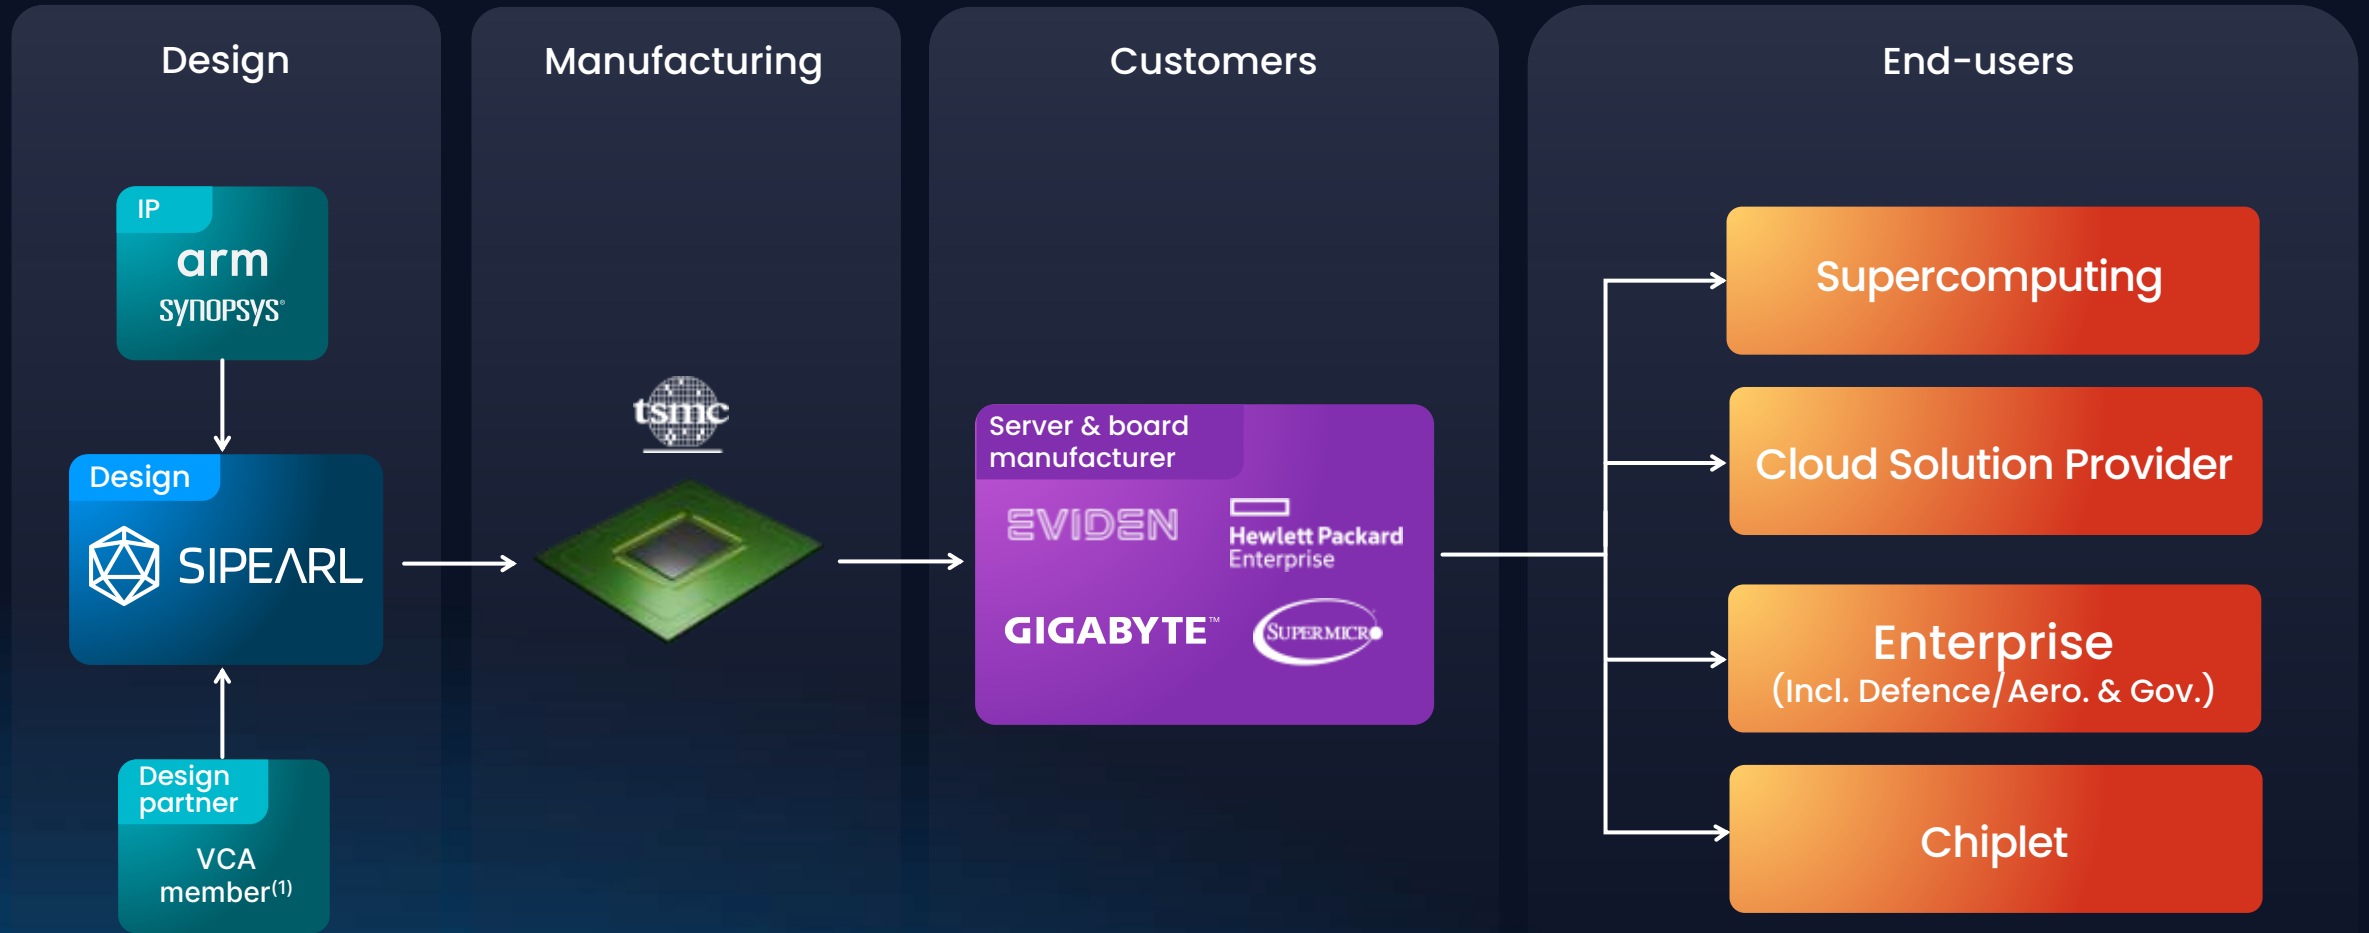 Design
Manufacturing
Customers
End-users
IP
arm
SYNOPSYS®
Design
SIPEARL
Design
partner
VCA
member(1)
tsmc
Server & board
manufacturer
EVIDEN
Hewlett Packard
Enterprise
GIGABYTE™
SUPERMICRO
Supercomputing
Cloud Solution Provider
Enterprise
(Incl. Defence/Aero. & Gov.)
Chiplet